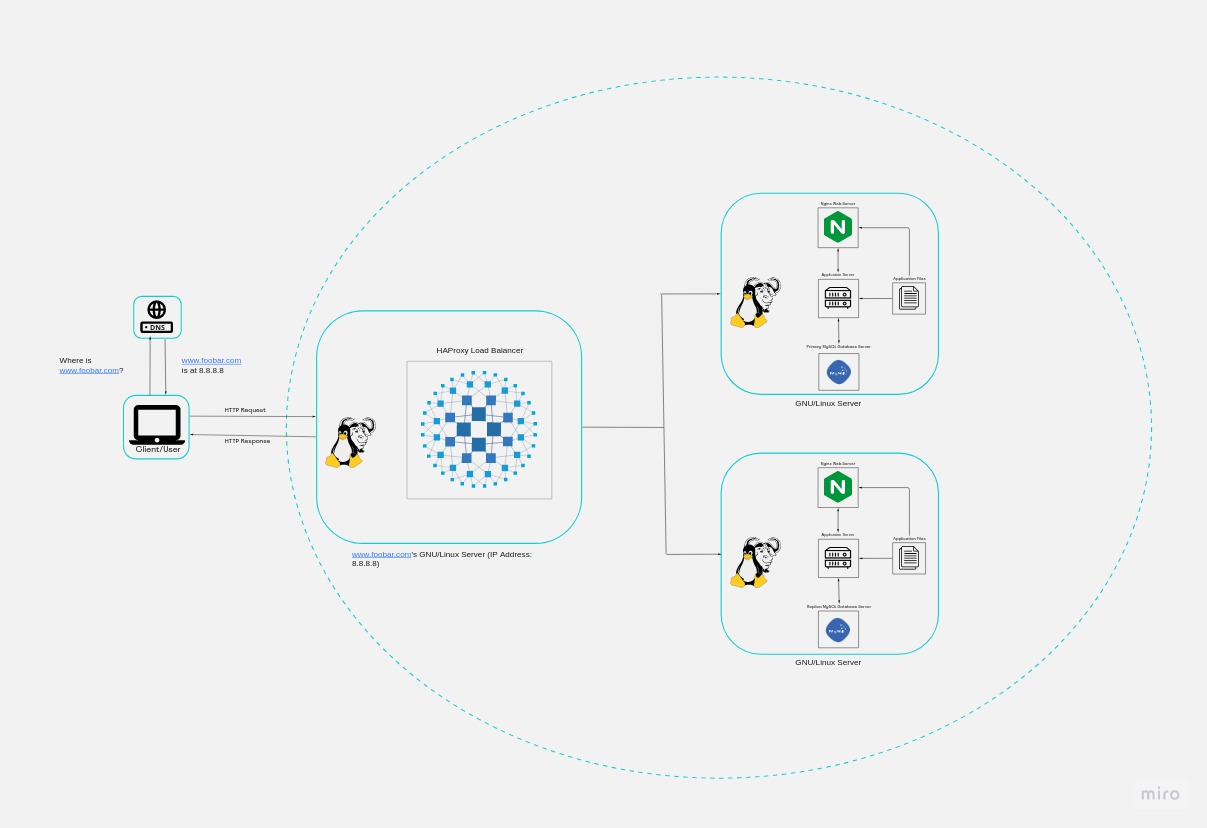 DNS
Where is
www.foobar.com?
www.foobar.com
is at 8.8.8.8
Client/User
HTTP Request
HTTP Response
HAProxy Load Balancer
www.foobar.com's GNU/Linux Server (IP Address:
8.8.8.8)
Nginx Web Server
N
Application Server
Application Files
Primary MySQL Database Server
GNU/Linux Server
Nginx Web Server
N
Application Server
Application Files
Replica MySQL Database Server
GNU/Linux Server
miro